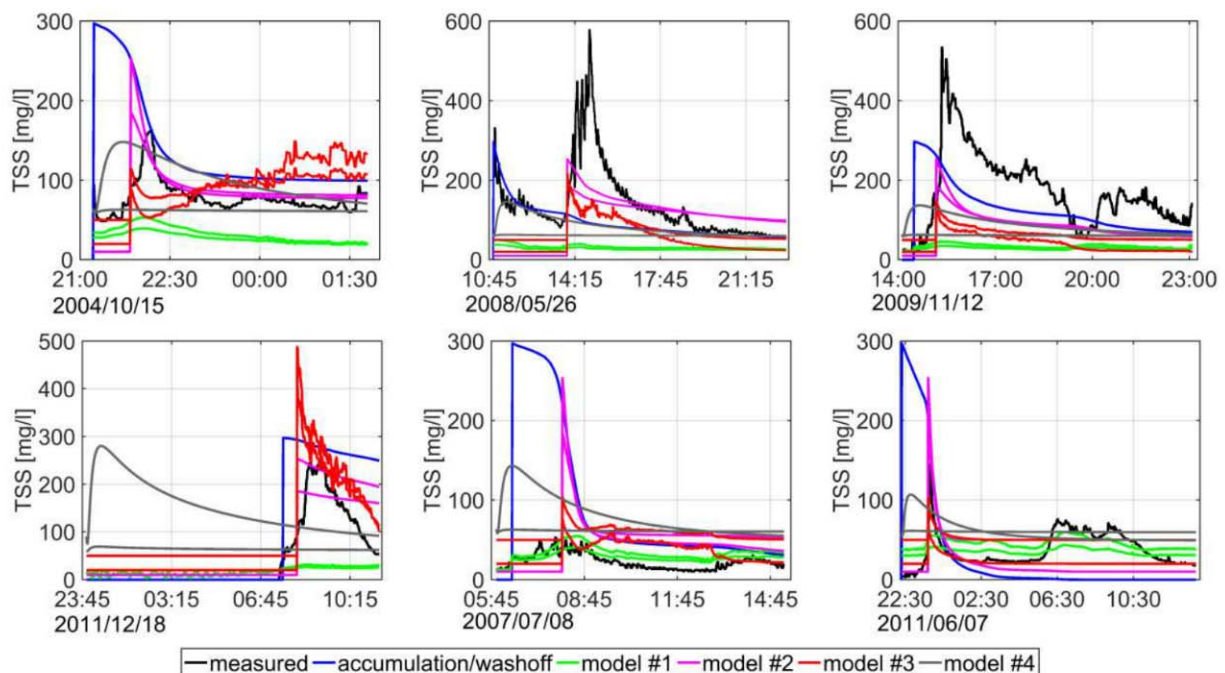 TSS [mg/l]
300
200
100
0
21:00 22:30 00:00 01:30
2004/10/15
TSS [mg/l]
600
400
200
0
10:45 14:15 17:45 21:15
2008/05/26
TSS [mg/l]
600
400
200
0
14:00 17:00 20:00 23:00
2009/11/12
TSS [mg/l]
500
400
300
200
100
0
23:45 03:15 06:45 10:15
2011/12/18
TSS [mg/l]
300
200
100
0
05:45 08:45 11:45 14:45
2007/07/08
TSS [mg/l]
300
200
100
0
22:30 02:30 06:30 10:30
2011/06/07
measured accumulation/washoff model #1 model #2 model #3 model #4